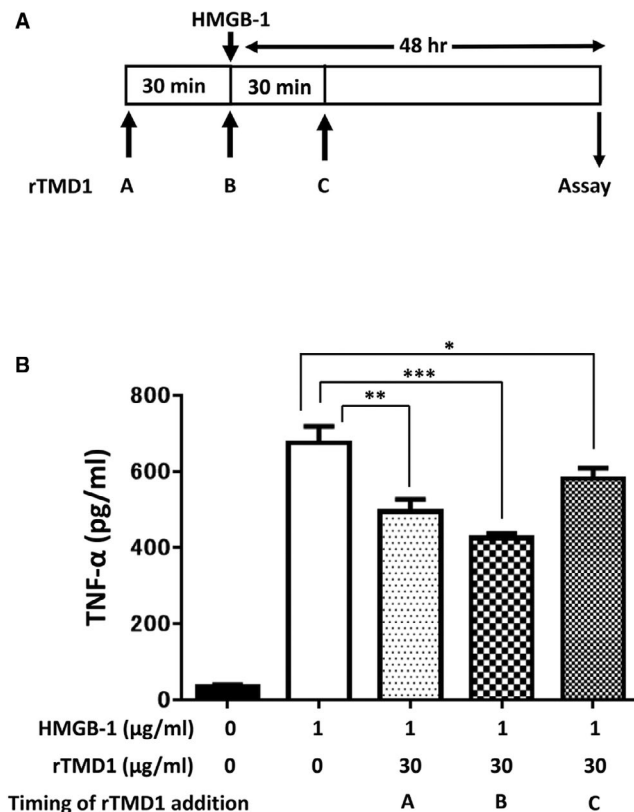 A
HMGB-1
48 hr
30 min 30 min
rTMD1 A B C Assay
B
*
***
**
800
600
400
200
0
TNF-α (pg/ml)
HMGB-1 (μg/ml) 0 1 1 1 1
rTMD1 (μg/ml) 0 0 30 30 30
Timing of rTMD1 addition A B C